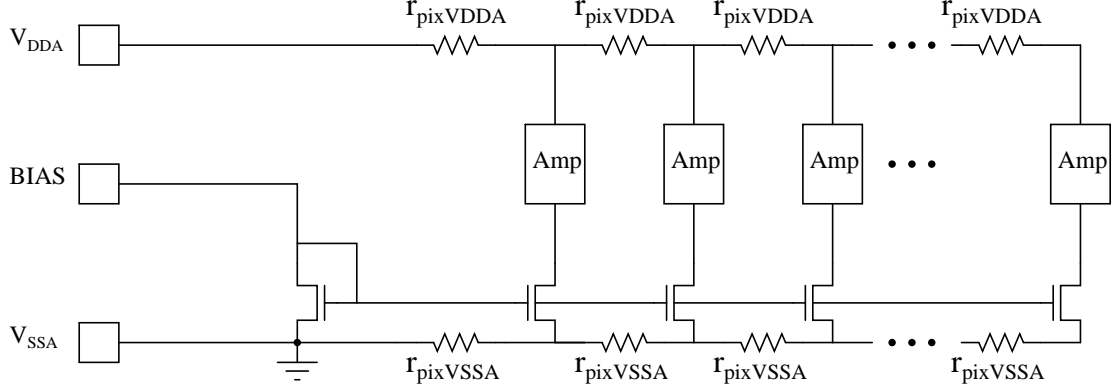 r_pixVDDA r_pixVDDA r_pixVDDA r_pixVDDA
V_DDA
Amp Amp Amp Amp
BIAS
V_SSA
r_pixVSSA r_pixVSSA r_pixVSSA r_pixVSSA